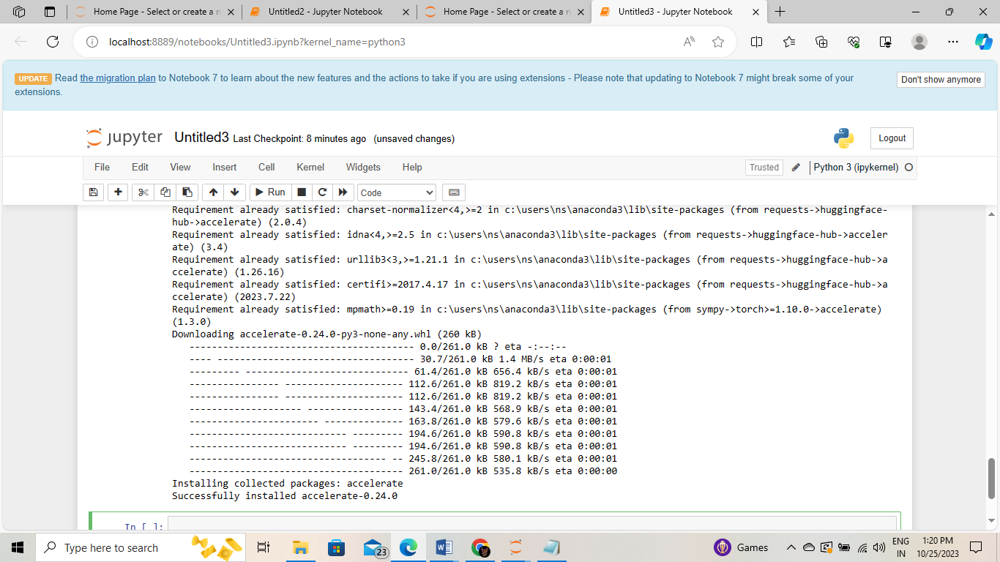 Home Page - Select or create a n
Untitled2 - Jupyter Notebook
Home Page - Select or create a n
Untitled3 - Jupyter Notebook
localhost:8889/notebooks/Untitled3.ipynb?kernel_name=python3
UPDATE Read the migration plan to Notebook 7 to learn about the new features and the actions to take if you are using extensions - Please note that updating to Notebook 7 might break some of your
extensions.
Don't show anymore
jupyter Untitled3 Last Checkpoint: 8 minutes ago (unsaved changes)
Logout
File Edit View Insert Cell Kernel Widgets Help
Trusted
Python 3 (ipykernel)
Run
Code
Requirement already satisfied: charset-normalizer<4,>=2 in c:\users\ns\anaconda3\lib\site-packages (from requests->huggingface-
hub->accelerate) (2.0.4)
Requirement already satisfied: idna<4,>=2.5 in c:\users\ns\anaconda3\lib\site-packages (from requests->huggingface-hub->acceler
ate) (3.4)
Requirement already satisfied: urllib3<3,>=1.21.1 in c:\users\ns\anaconda3\lib\site-packages (from requests->huggingface-hub->a
ccelerate) (1.26.16)
Requirement already satisfied: certifi>=2017.4.17 in c:\users\ns\anaconda3\lib\site-packages (from requests->huggingface-hub->a
ccelerate) (2023.7.22)
Requirement already satisfied: mpmath>=0.19 in c:\users\ns\anaconda3\lib\site-packages (from sympy->torch>=1.10.0->accelerate)
(1.3.0)
Downloading accelerate-0.24.0-py3-none-any.whl (260 kB)
---------------------------------------- 0.0/261.0 kB ? eta -:--:--
---- ----------------------------------- 30.7/261.0 kB 1.4 MB/s eta 0:00:01
--------- ----------------------------- 61.4/261.0 kB 656.4 kB/s eta 0:00:01
---------------- --------------------- 112.6/261.0 kB 819.2 kB/s eta 0:00:01
---------------- --------------------- 112.6/261.0 kB 819.2 kB/s eta 0:00:01
-------------------- ----------------- 143.4/261.0 kB 568.9 kB/s eta 0:00:01
----------------------- -------------- 163.8/261.0 kB 579.6 kB/s eta 0:00:01
---------------------------- --------- 194.6/261.0 kB 590.8 kB/s eta 0:00:01
---------------------------- --------- 194.6/261.0 kB 590.8 kB/s eta 0:00:01
----------------------------------- -- 245.8/261.0 kB 580.1 kB/s eta 0:00:01
-------------------------------------- 261.0/261.0 kB 535.8 kB/s eta 0:00:00
Installing collected packages: accelerate
Successfully installed accelerate-0.24.0
In [ ]:
Type here to search
23
Games
ENG
IN
1:20 PM
10/25/2023